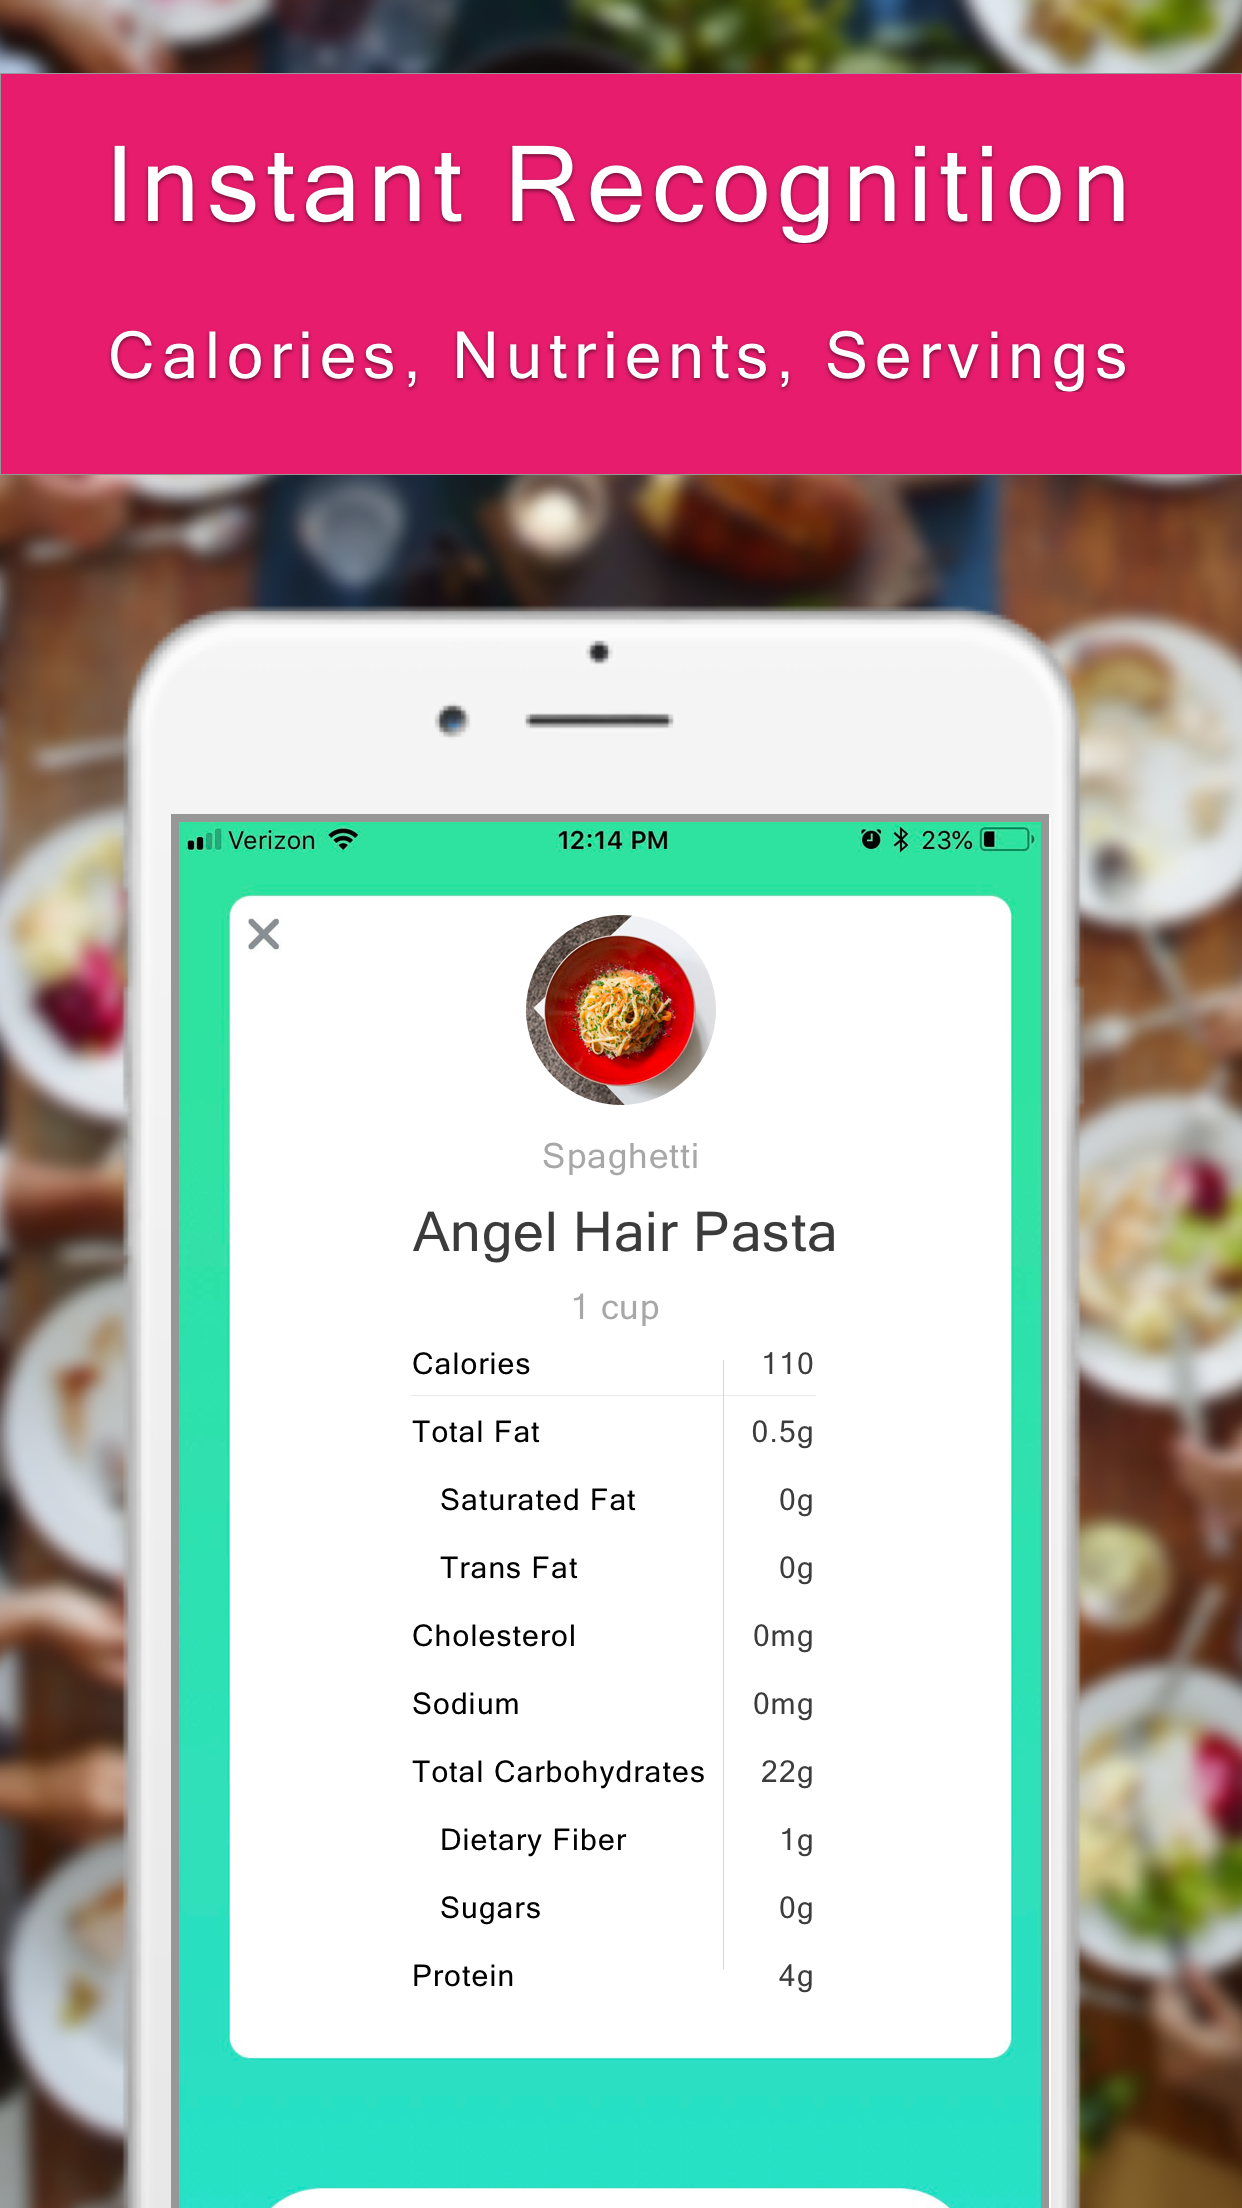 Instant Recognition
Calories, Nutrients, Servings
Verizon 12:14 PM 23%
Spaghetti
Angel Hair Pasta
1 cup
Calories 110
Total Fat 0.5g
Saturated Fat 0g
Trans Fat 0g
Cholesterol 0mg
Sodium 0mg
Total Carbohydrates 22g
Dietary Fiber 1g
Sugars 0g
Protein 4g